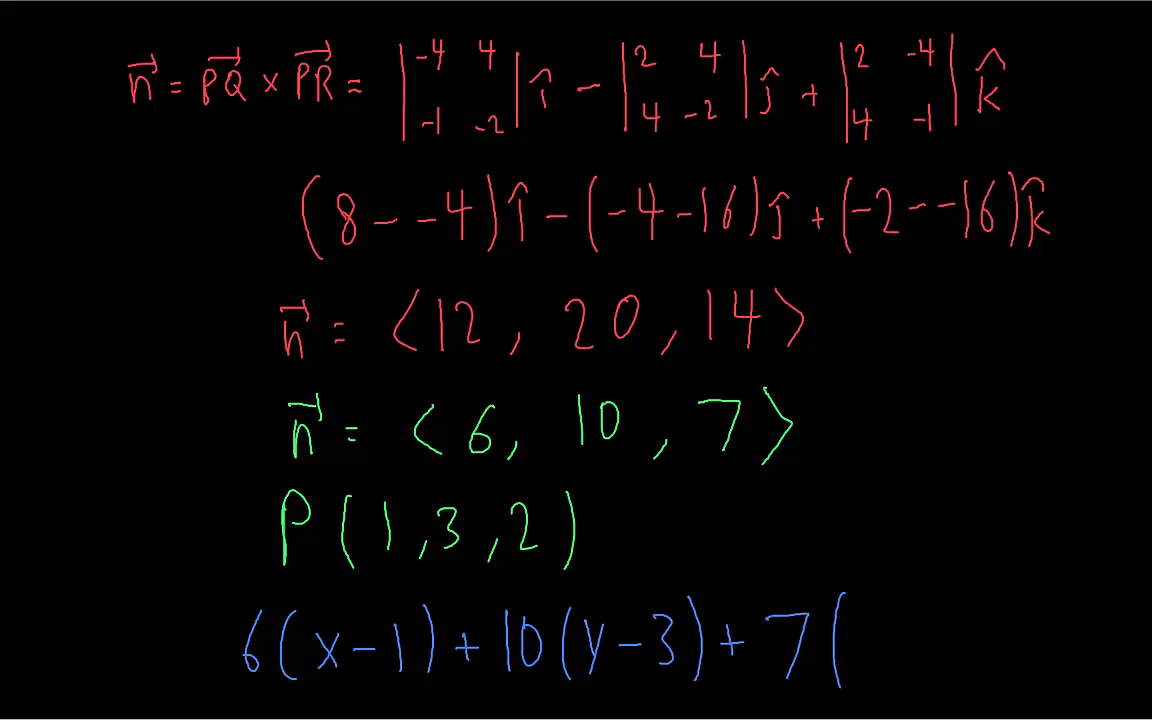 n⃗ = PQ⃗ × PR⃗ = |-4 4; -1 -2| î - |2 4; 4 -2| ĵ + |2 -4; 4 -1| k̂
(8 - -4) î - (-4 - 16) ĵ + (-2 - -16) k̂
n⃗ = ⟨12, 20, 14⟩
n⃗ = ⟨6, 10, 7⟩
P(1, 3, 2)
6(x-1) + 10(y-3) + 7(